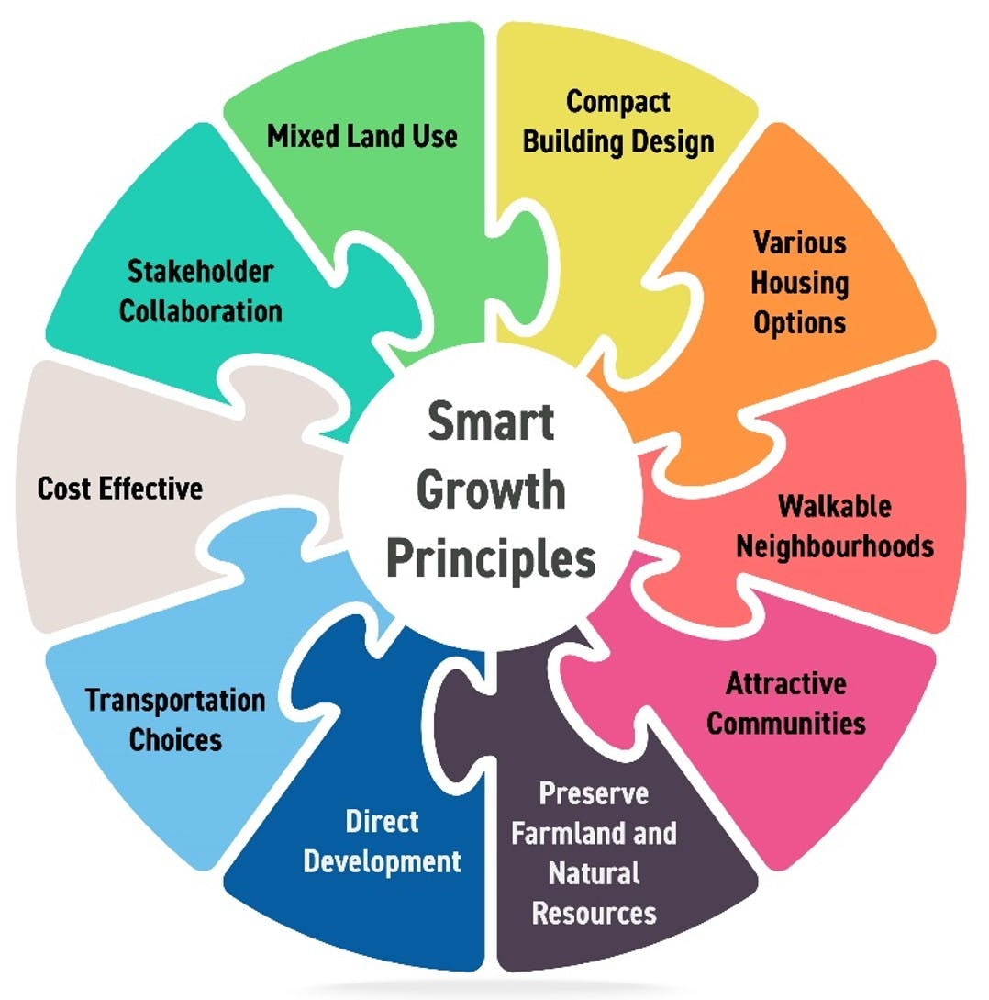 Smart
Growth
Principles
Mixed Land Use
Compact
Building Design
Various
Housing
Options
Walkable
Neighbourhoods
Attractive
Communities
Preserve
Farmland and
Natural
Resources
Direct
Development
Transportation
Choices
Cost Effective
Stakeholder
Collaboration